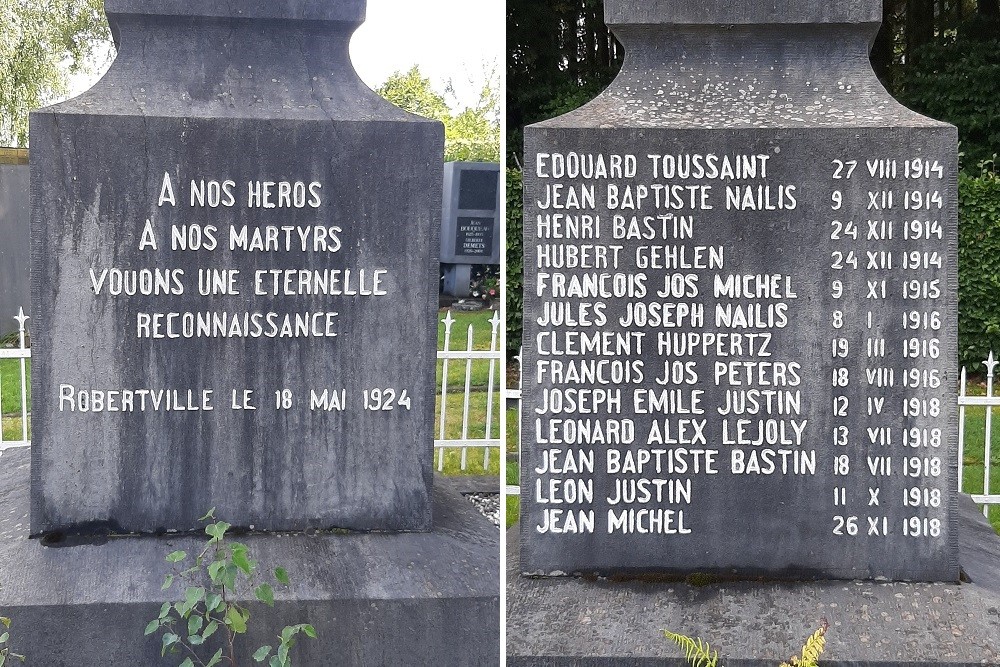 A NOS HEROS
A NOS MARTYRS
VOUONS UNE ETERNELLE
RECONNAISSANCE
ROBERTVILLE LE 18 MAI 1924
EDOUARD TOUSSAINT 27 VIII 1914
JEAN BAPTISTE NAILIS 9 XII 1914
HENRI BASTIN 24 XII 1914
HUBERT GEHLEN 24 XII 1914
FRANCOIS JOS MICHEL 9 XI 1915
JULES JOSEPH NAILIS 8 I 1916
CLEMENT HUPPERTZ 19 III 1916
FRANCOIS JOS PETERS 18 VIII 1916
JOSEPH EMILE JUSTIN 12 IV 1918
LEONARD ALEX LEJOLY 13 VII 1918
JEAN BAPTISTE BASTIN 18 VII 1918
LEON JUSTIN 11 X 1918
JEAN MICHEL 26 XI 1918